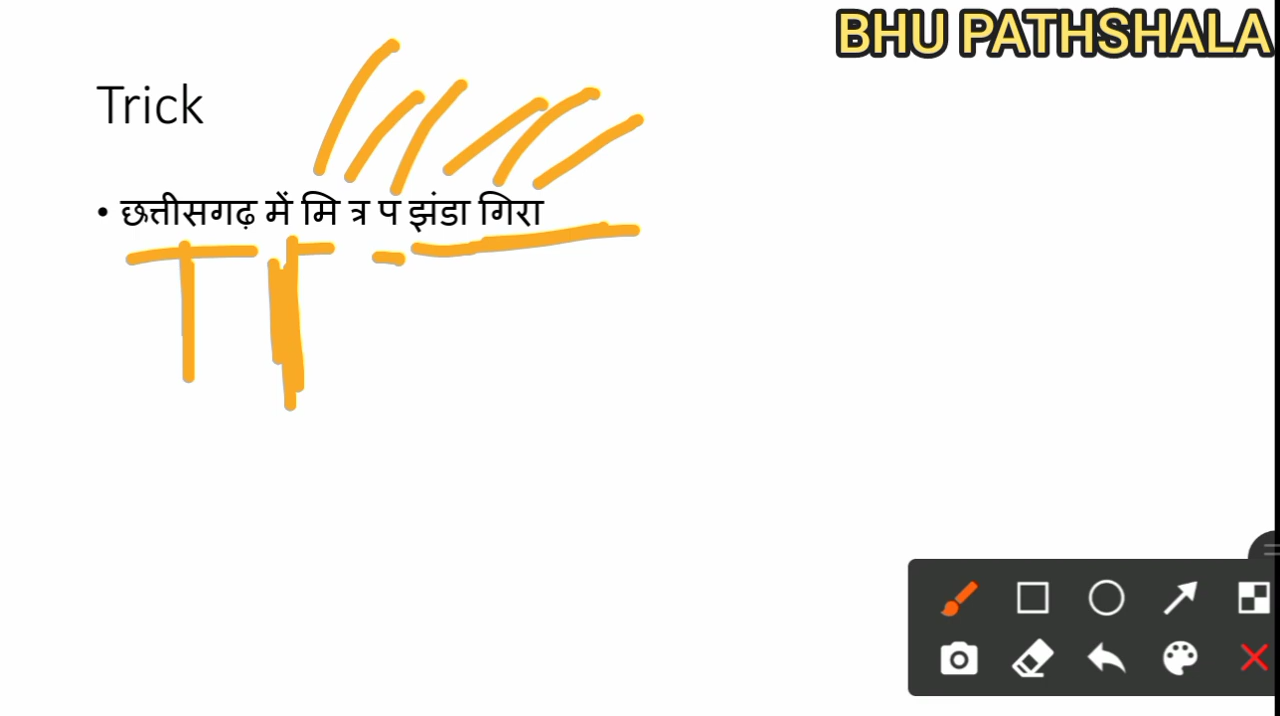 BHU PATHSHALA
Trick
• छत्तीसगढ़ में मि त्र प झंडा गिरा